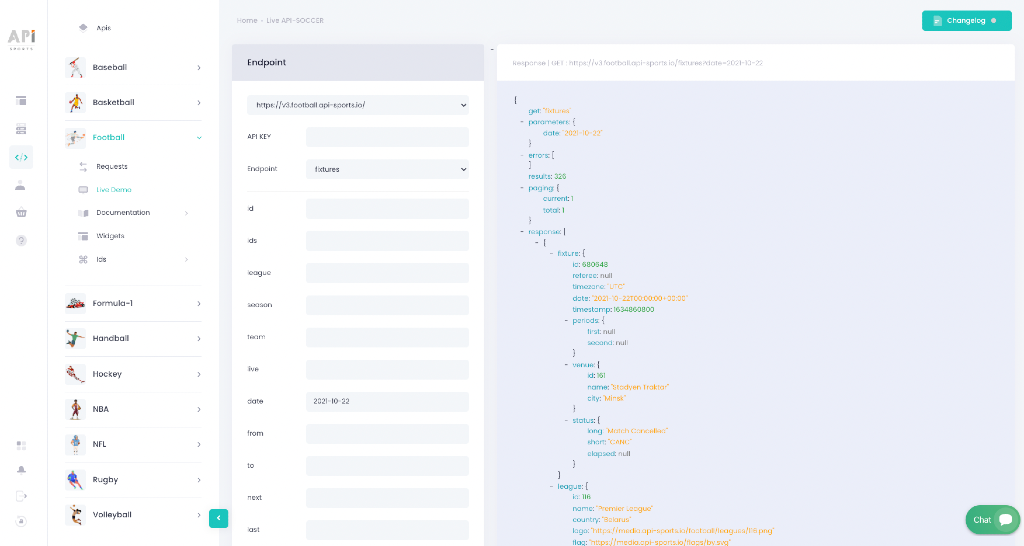 API
SPORTS
Apis
Baseball
Basketball
Football
Requests
Live Demo
Documentation
Widgets
Ids
Formula-1
Handball
Hockey
NBA
NFL
Rugby
Volleyball
Home - Live API-SOCCER
Changelog
Endpoint
https://v3.football.api-sports.io/
API KEY
Endpoint fixtures
id
ids
league
season
team
live
date 2021-10-22
from
to
next
last
-
Response | GET : https://v3.football.api-sports.io/fixtures?date=2021-10-22
{
get: "fixtures"
- parameters: {
date: "2021-10-22"
}
- errors: [
]
results: 326
- paging: {
current: 1
total: 1
}
- response: [
- {
- fixture: {
id: 680648
referee: null
timezone: "UTC"
date: "2021-10-22T00:00:00+00:00"
timestamp: 1634860800
- periods: {
first: null
second: null
}
- venue: {
id: 161
name: "Stadyen Traktar"
city: "Minsk"
}
- status: {
long: "Match Cancelled"
short: "CANC"
elapsed: null
}
}
- league: {
id: 116
name: "Premier League"
country: "Belarus"
logo: "https://media.api-sports.io/football/leagues/116.png"
flag: "https://media.api-sports.io/flags/by.svg"
Chat